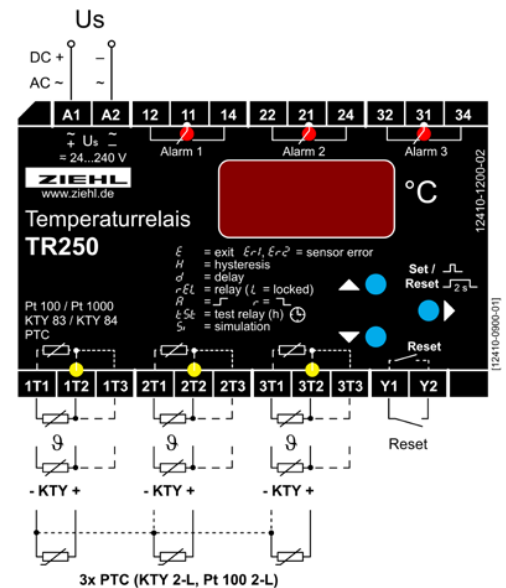 Us
DC + –
AC ~ ~
A1 A2 12 11 14 22 21 24 32 31 34
+ Us –
~ ~
= 24...240 V
Alarm 1 Alarm 2 Alarm 3
ZIEHL
www.ziehl.de
°C
12410-1200-02
Temperaturrelais
TR250
E = exit Er1, Er2 = sensor error
H = hysteresis
d = delay
rEL = relay (L = locked)
A = r =
tSt = test relay (h)
Si = simulation
Set /
Reset 2 s
Pt 100 / Pt 1000
KTY 83 / KTY 84
PTC
Reset
[12410-0900-01]
1T1 1T2 1T3 2T1 2T2 2T3 3T1 3T2 3T3 Y1 Y2
ϑ ϑ ϑ
Reset
- KTY + - KTY + - KTY +
3x PTC (KTY 2-L, Pt 100 2-L)